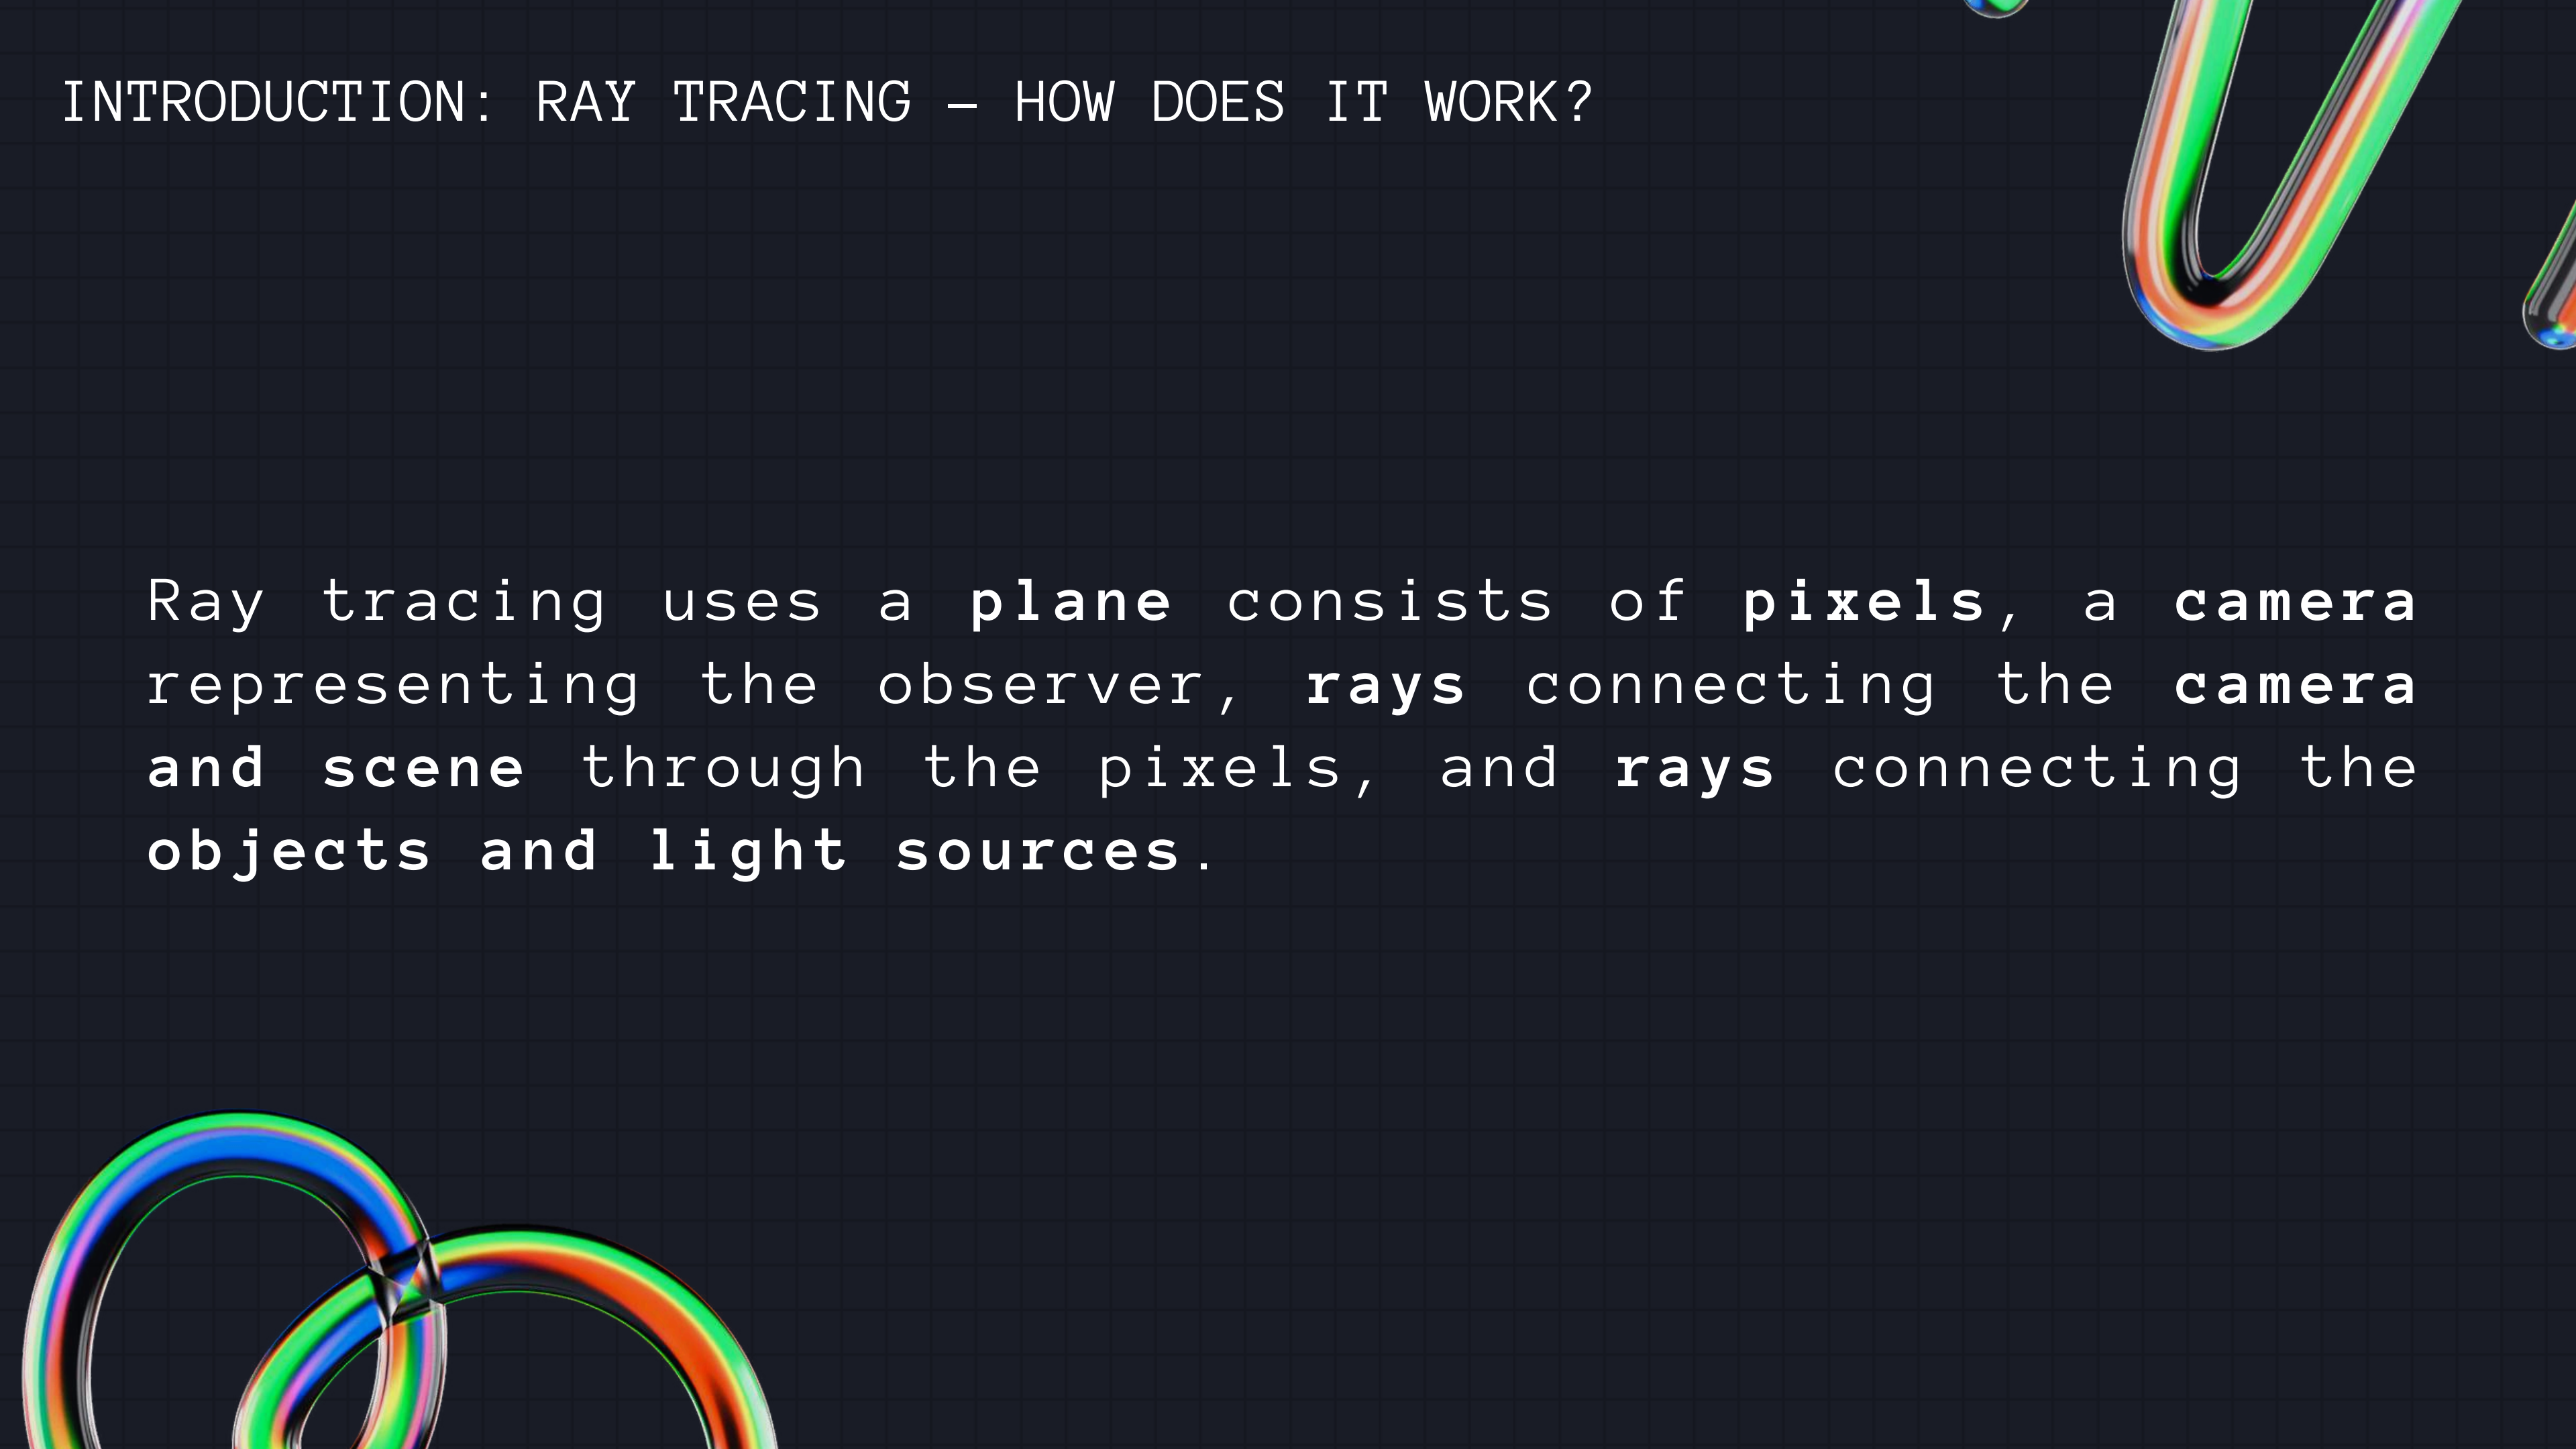 INTRODUCTION: RAY TRACING – HOW DOES IT WORK?
Ray tracing uses a plane consists of pixels, a camera
representing the observer, rays connecting the camera
and scene through the pixels, and rays connecting the
objects and light sources.